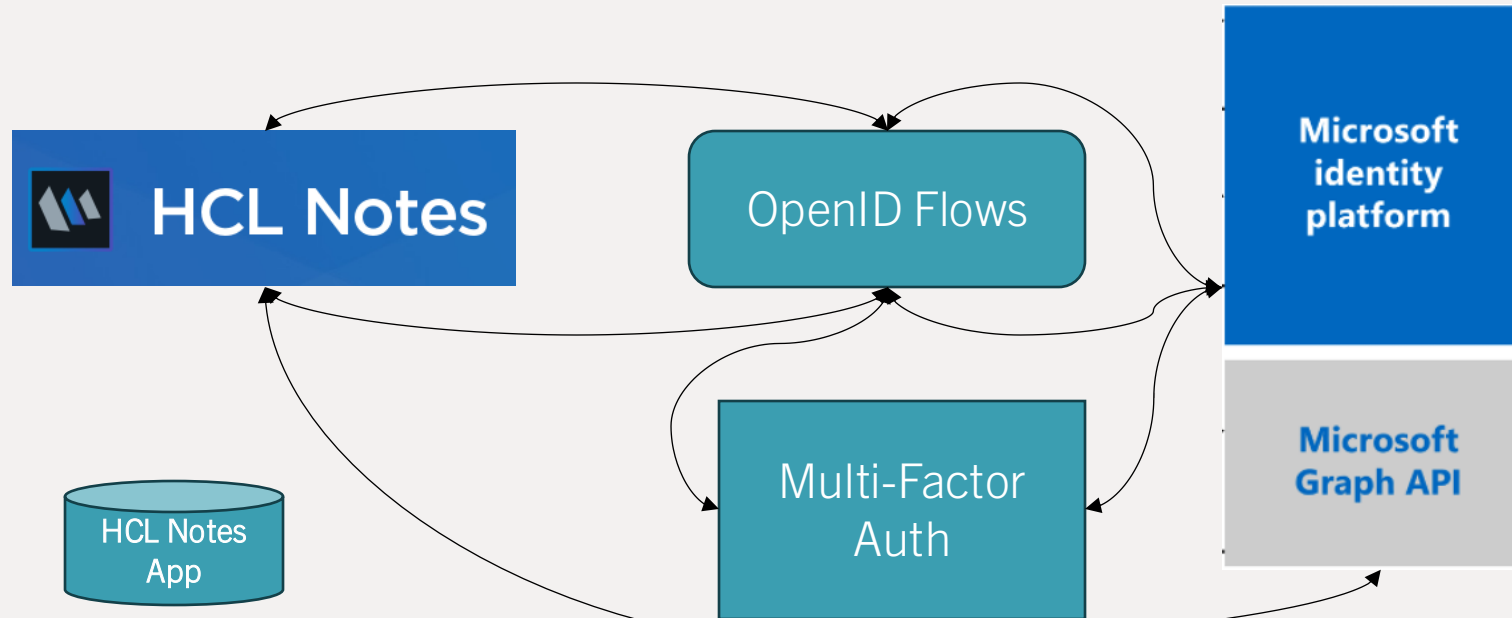 HCL Notes
OpenID Flows
Microsoft
identity
platform
Multi-Factor
Auth
Microsoft
Graph API
HCL Notes
App